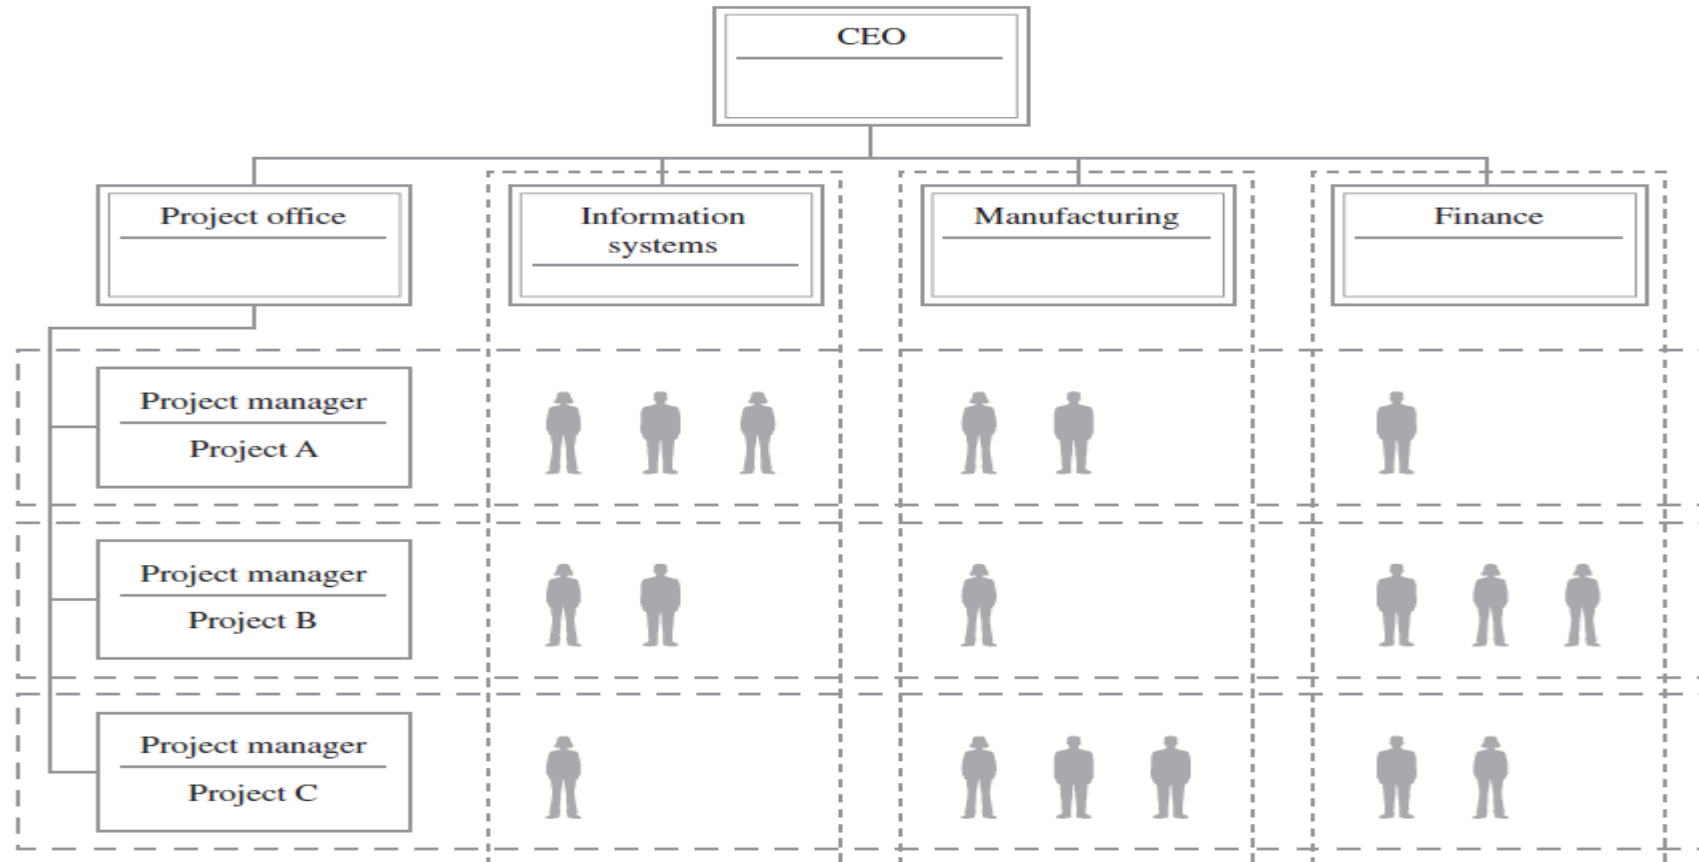 CEO
Project office
Information
systems
Manufacturing
Finance
Project manager
Project A
Project manager
Project B
Project manager
Project C